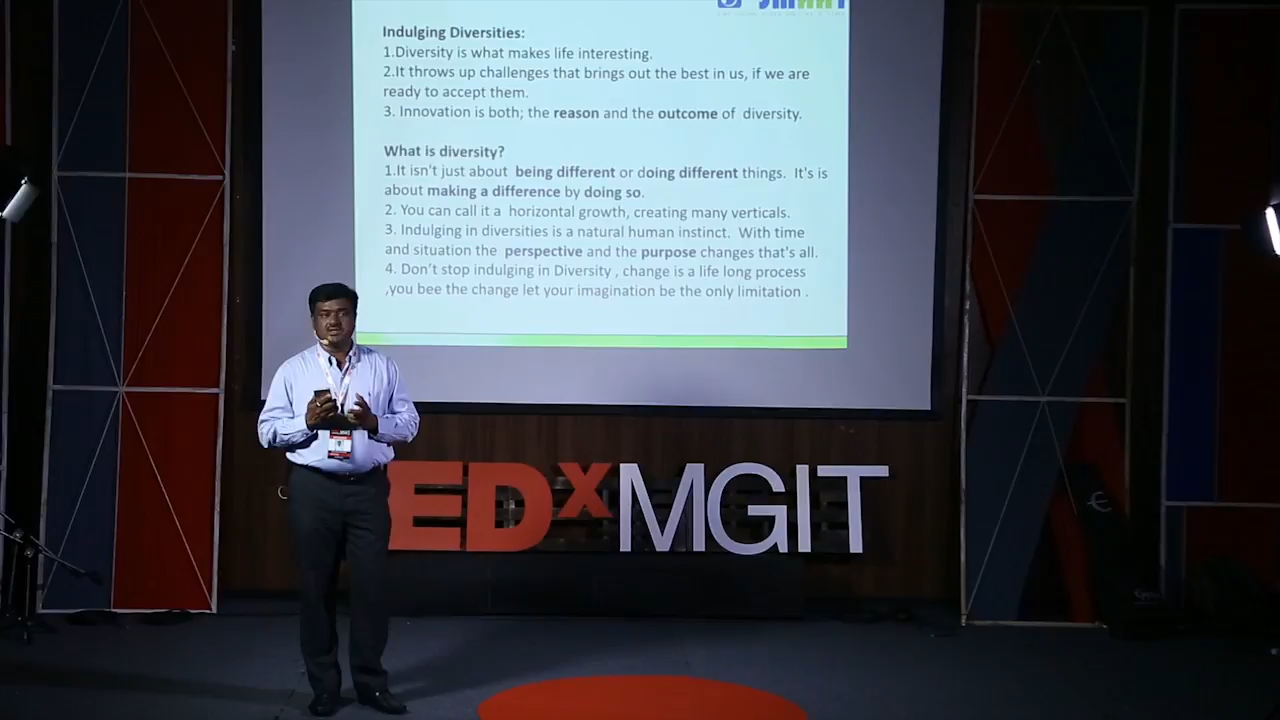 Indulging Diversities:
1.Diversity is what makes life interesting.
2.It throws up challenges that brings out the best in us, if we are
ready to accept them.
3. Innovation is both; the reason and the outcome of diversity.
What is diversity?
1.It isn't just about being different or doing different things. It's is
about making a difference by doing so.
2. You can call it a horizontal growth, creating many verticals.
3. Indulging in diversities is a natural human instinct. With time
and situation the perspective and the purpose changes that's all.
4. Don't stop indulging in Diversity , change is a life long process
,you bee the change let your imagination be the only limitation .
EDx MGIT